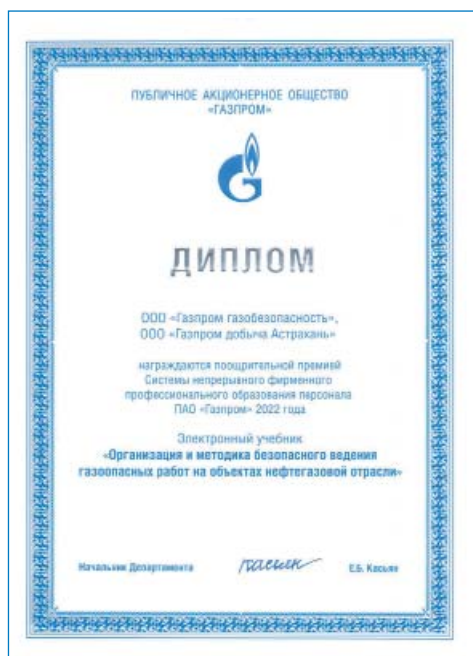 ПУБЛИЧНОЕ АКЦИОНЕРНОЕ ОБЩЕСТВО
«ГАЗПРОМ»
ДИПЛОМ
ООО «Газпром газобезопасность»,
ООО «Газпром добыча Астрахань»
награждаются поощрительной премией
Системы непрерывного фирменного
профессионального образования персонала
ПАО «Газпром» 2022 года
Электронный учебник
«Организация и методика безопасного ведения
газоопасных работ на объектах нефтегазовой отрасли»
Начальник Департамента
Е.Б. Касьян